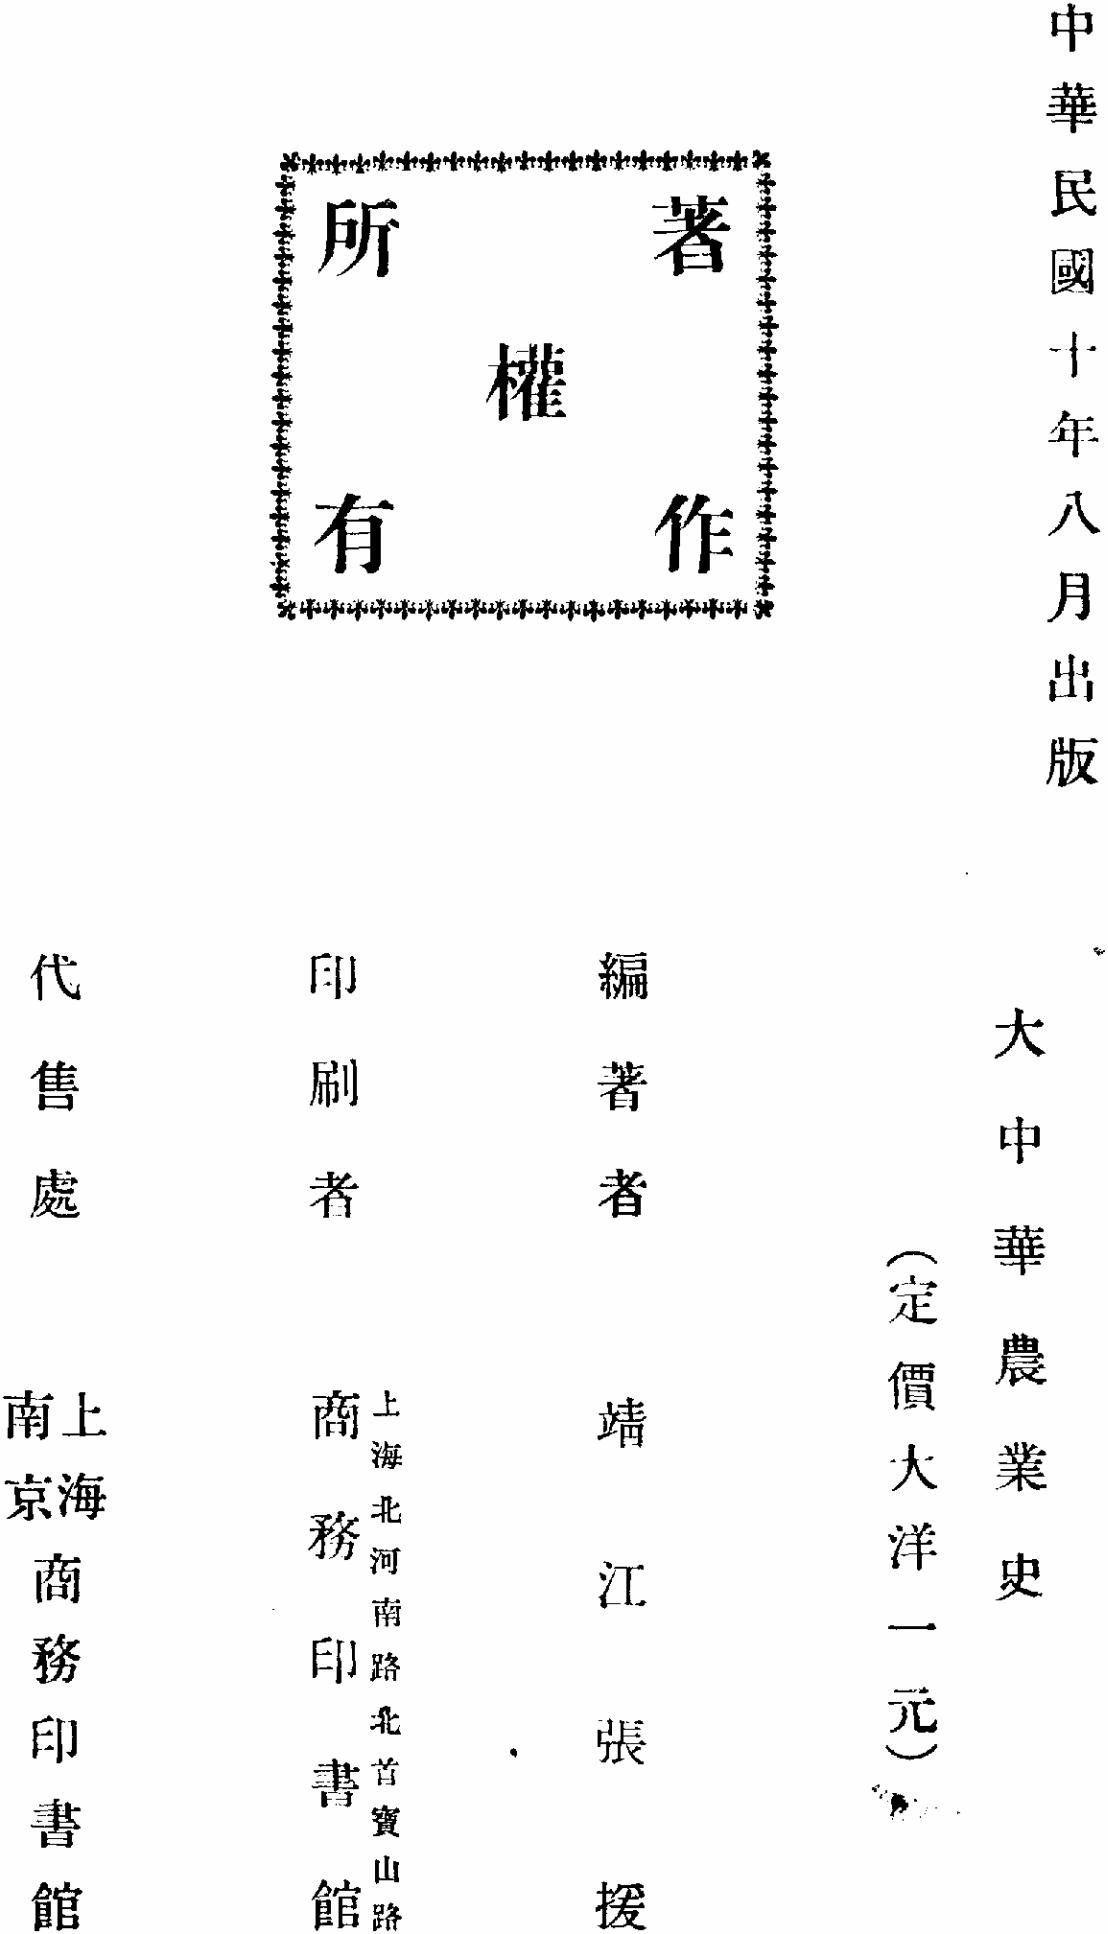 中華民國十年八月出版
著作權所有
大中華農業史
(定價大洋一元)
編著者 靖江張援
上海北河南路北首寶山路
印刷者 商務印書館
代售處 上海南京商務印書館